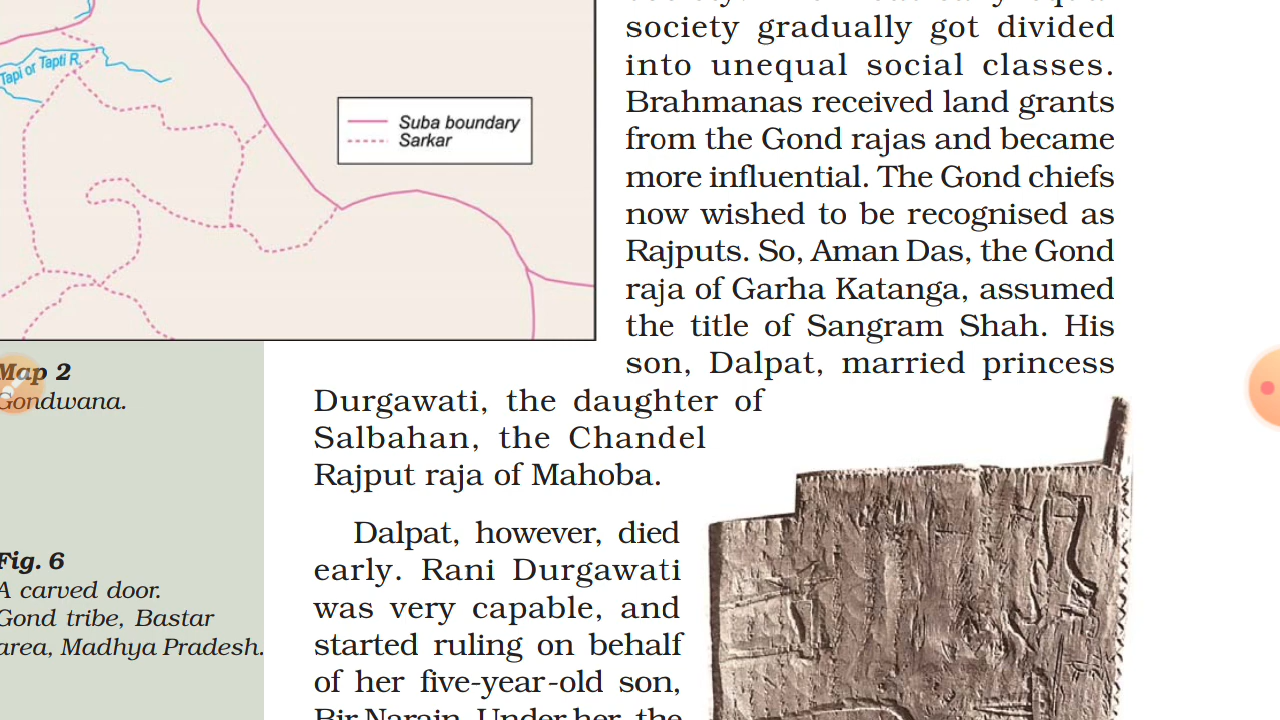 Tapi or Tapti R.
Suba boundary
Sarkar
society gradually got divided
into unequal social classes.
Brahmanas received land grants
from the Gond rajas and became
more influential. The Gond chiefs
now wished to be recognised as
Rajputs. So, Aman Das, the Gond
raja of Garha Katanga, assumed
the title of Sangram Shah. His
son, Dalpat, married princess
Durgawati, the daughter of
Salbahan, the Chandel
Rajput raja of Mahoba.
Dalpat, however, died
early. Rani Durgawati
was very capable, and
started ruling on behalf
of her five-year-old son,
Bir Narain. Under her, the
Map 2
Gondwana.
Fig. 6
A carved door.
Gond tribe, Bastar
area, Madhya Pradesh.